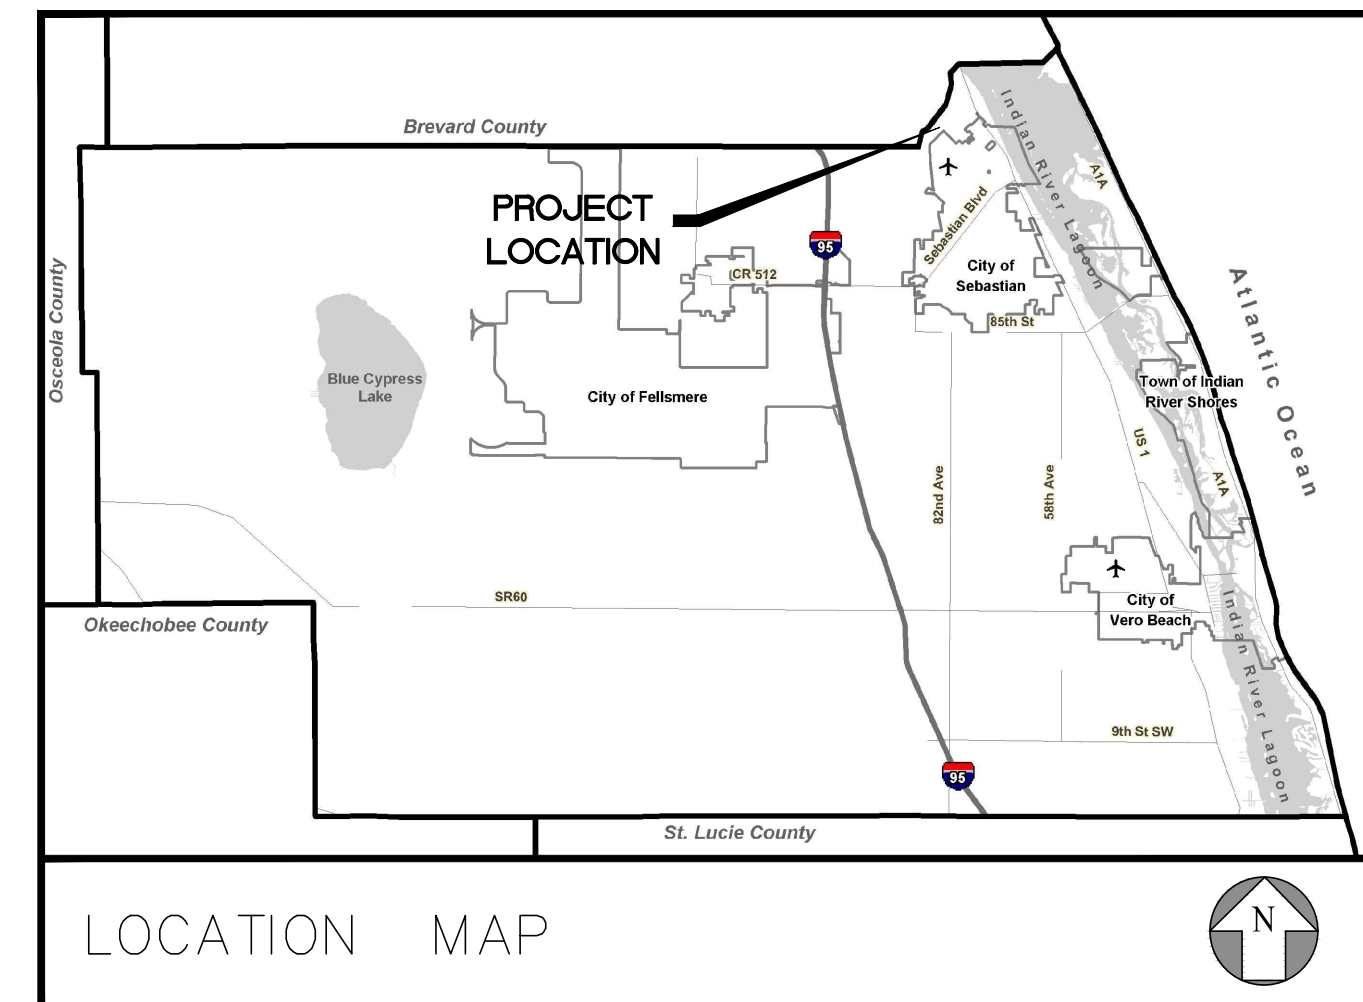 Brevard County
Indian River Lagoon
A1A
PROJECT
LOCATION
Sebastian Blvd
95
CR 512
City of
Sebastian
Osceola County
Atlantic Ocean
85th St
Blue Cypress
Lake
City of Fellsmere
Town of Indian
River Shores
US 1
82nd Ave
58th Ave
A1A
SR60
City of
Vero Beach
Okeechobee County
Indian River Lagoon
9th St SW
95
St. Lucie County
LOCATION MAP
N